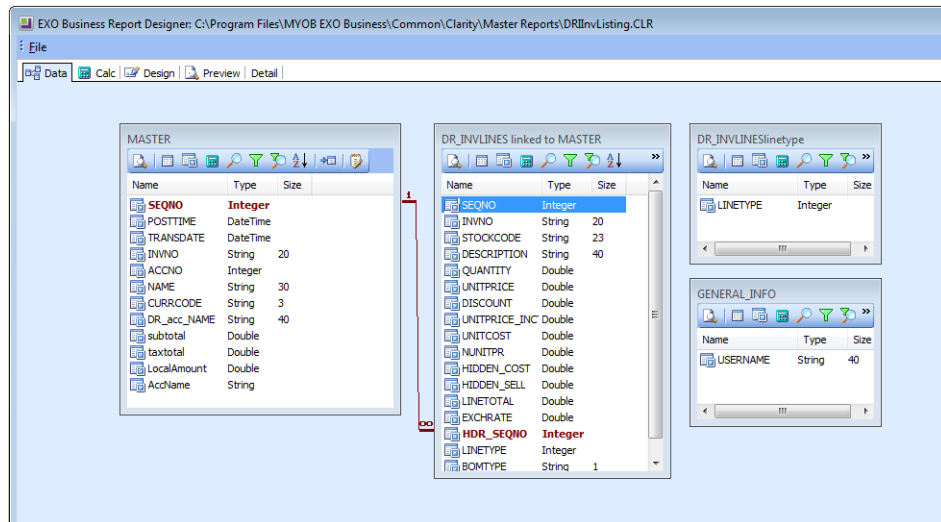 EXO Business Report Designer: C:\Program Files\MYOB EXO Business\Common\Clarity\Master Reports\DRIInvListing.CLR
File
Data Calc Design Preview Detail
MASTER
Name Type Size
SEQNO Integer
POSTTIME DateTime
TRANSDATE DateTime
INVNO String 20
ACCNO Integer
NAME String 30
CURRCODE String 3
DR_acc_NAME String 40
subtotal Double
taxtotal Double
LocalAmount Double
AccName String
1
∞
DR_INVLINES linked to MASTER
Name Type Size
SEQNO Integer
INVNO String 20
STOCKCODE String 23
DESCRIPTION String 40
QUANTITY Double
UNITPRICE Double
DISCOUNT Double
UNITPRICE_INC Double
UNITCOST Double
NUNITPR Double
HIDDEN_COST Double
HIDDEN_SELL Double
LINETOTAL Double
EXCHRATE Double
HDR_SEQNO Integer
LINETYPE Integer
BOMTYPE String 1
DR_INVLINESlinetype
Name Type Size
LINETYPE Integer
GENERAL_INFO
Name Type Size
USERNAME String 40